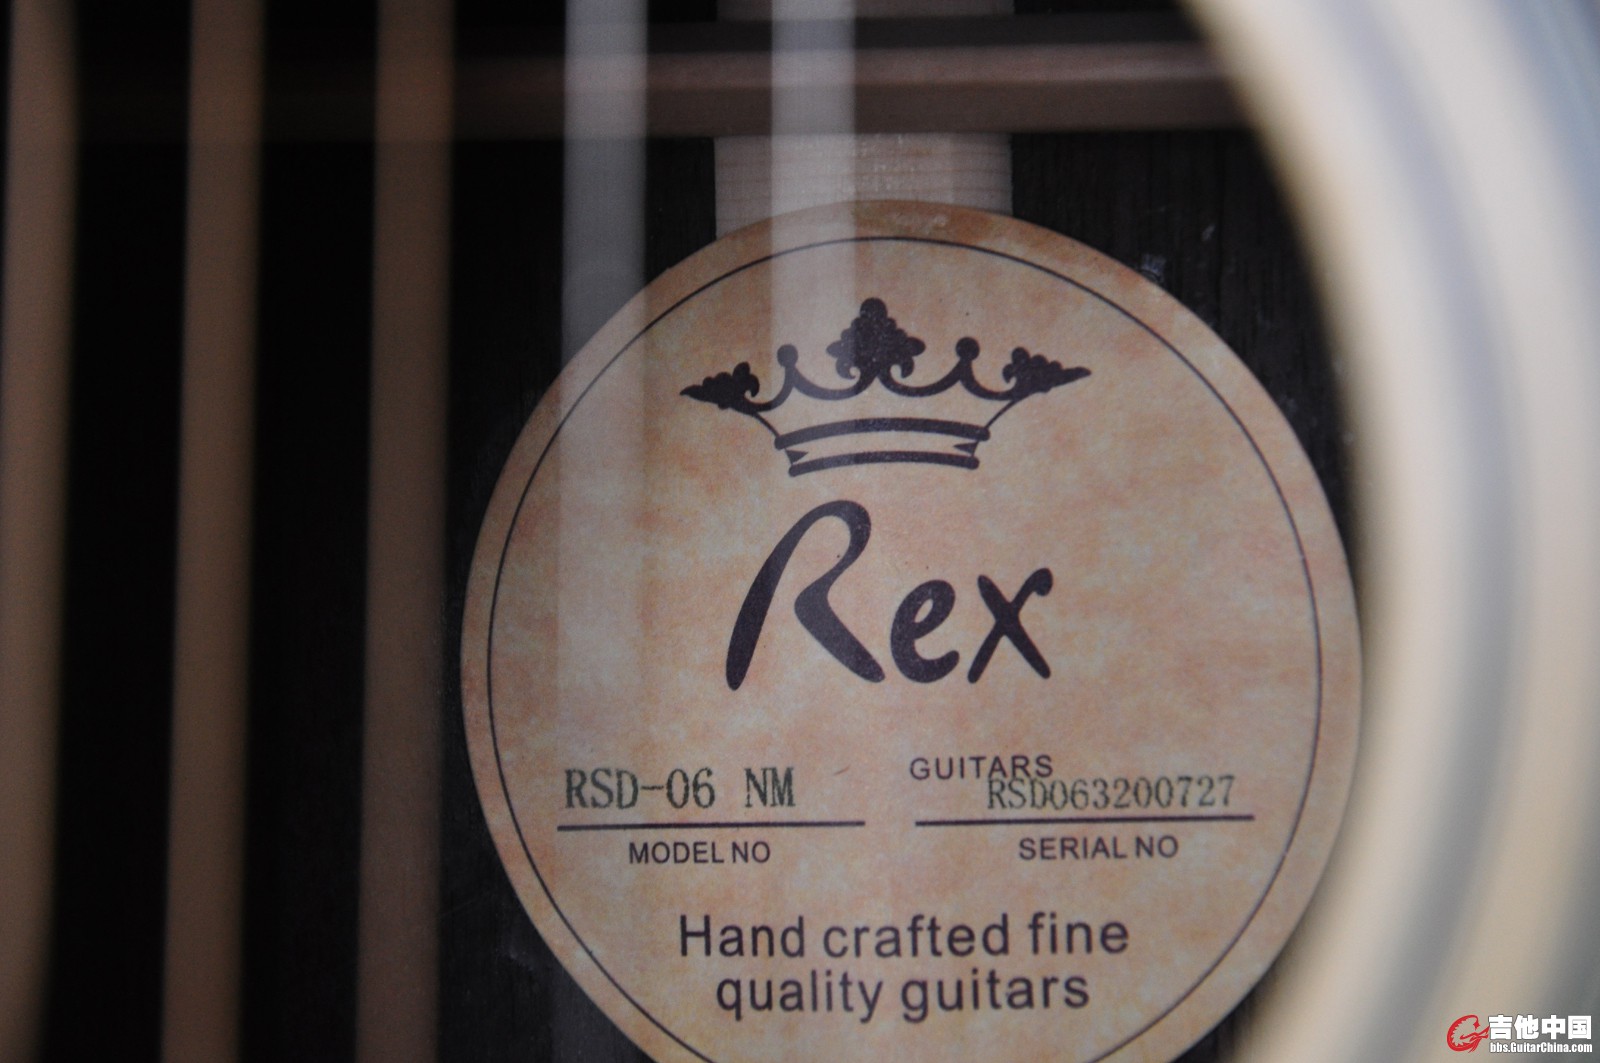 Rex
GUITARS
RSD-06 NM
RSD063200727
MODEL NO
SERIAL NO
Hand crafted fine
quality guitars
吉他中国
bbs.GuitarChina.com